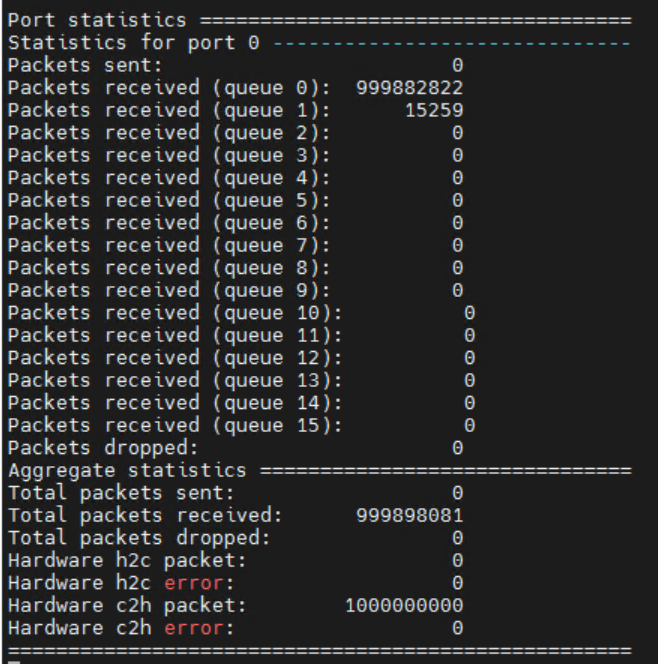 Port statistics ====================================
Statistics for port 0 ------------------------------
Packets sent: 0
Packets received (queue 0): 999882822
Packets received (queue 1): 15259
Packets received (queue 2): 0
Packets received (queue 3): 0
Packets received (queue 4): 0
Packets received (queue 5): 0
Packets received (queue 6): 0
Packets received (queue 7): 0
Packets received (queue 8): 0
Packets received (queue 9): 0
Packets received (queue 10): 0
Packets received (queue 11): 0
Packets received (queue 12): 0
Packets received (queue 13): 0
Packets received (queue 14): 0
Packets received (queue 15): 0
Packets dropped: 0
Aggregate statistics ===============================
Total packets sent: 0
Total packets received: 999898081
Total packets dropped: 0
Hardware h2c packet: 0
Hardware h2c error: 0
Hardware c2h packet: 1000000000
Hardware c2h error: 0
====================================================